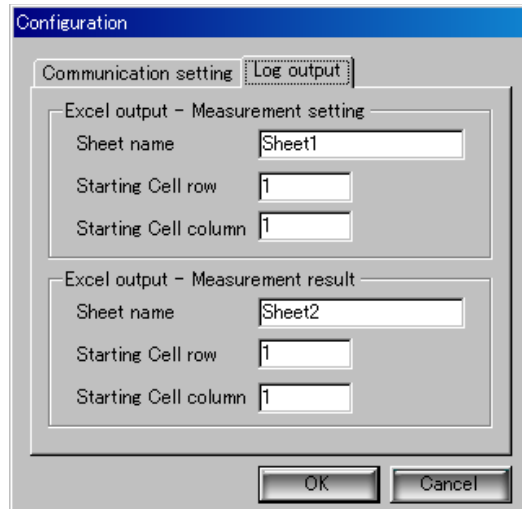 Configuration
Communication setting Log output
Excel output - Measurement setting
Sheet name Sheet1
Starting Cell row 1
Starting Cell column 1
Excel output - Measurement result
Sheet name Sheet2
Starting Cell row 1
Starting Cell column 1
OK Cancel